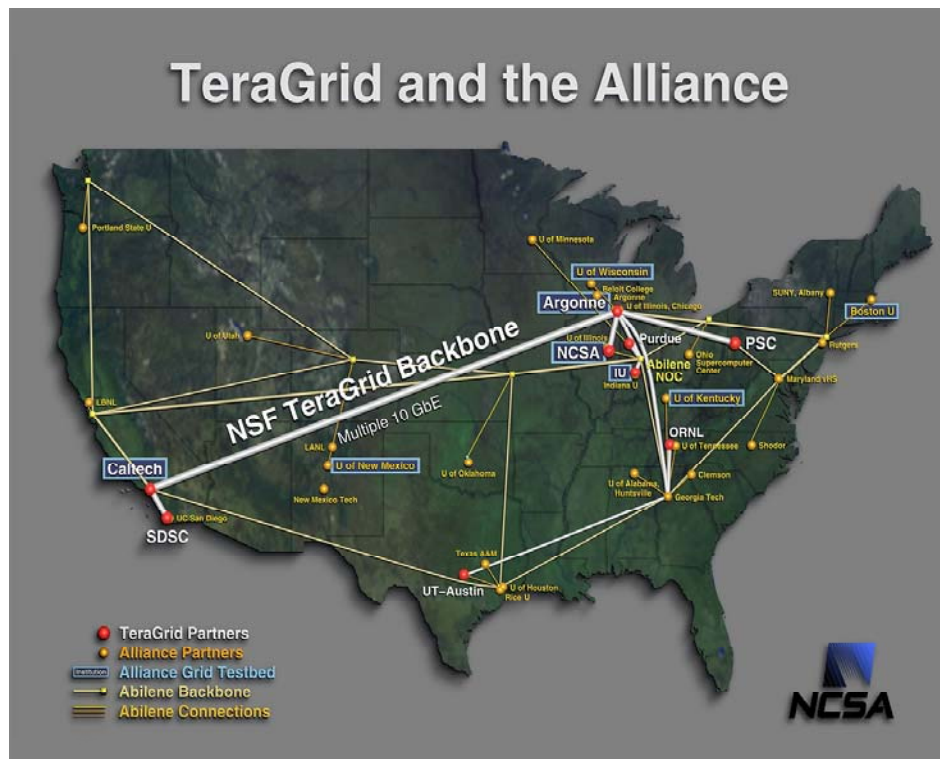 TeraGrid and the Alliance
Portland State U
U of Minnesota
U of Wisconsin
Beloit College
Argonne
Argonne
U of Illinois, Chicago
SUNY, Albany
Boston U
U of Utah
U of Illinois
Purdue
PSC
Rutgers
NCSA
Abilene
NOC
Ohio
Supercomputer
Center
IU
Indiana U
Maryland
NSF TeraGrid Backbone
Multiple 10 GbE
LBNL
U of Kentucky
ORNL
U of Tennessee
Shodor
LANL
U of New Mexico
Caltech
U of Oklahoma
U of Alabama,
Huntsville
Clemson
New Mexico Tech
Georgia Tech
UC San Diego
SDSC
Texas A&M
UT-Austin
U of Houston
Rice U
TeraGrid Partners
Alliance Partners
Institution
Alliance Grid Testbed
Abilene Backbone
Abilene Connections
NCSA